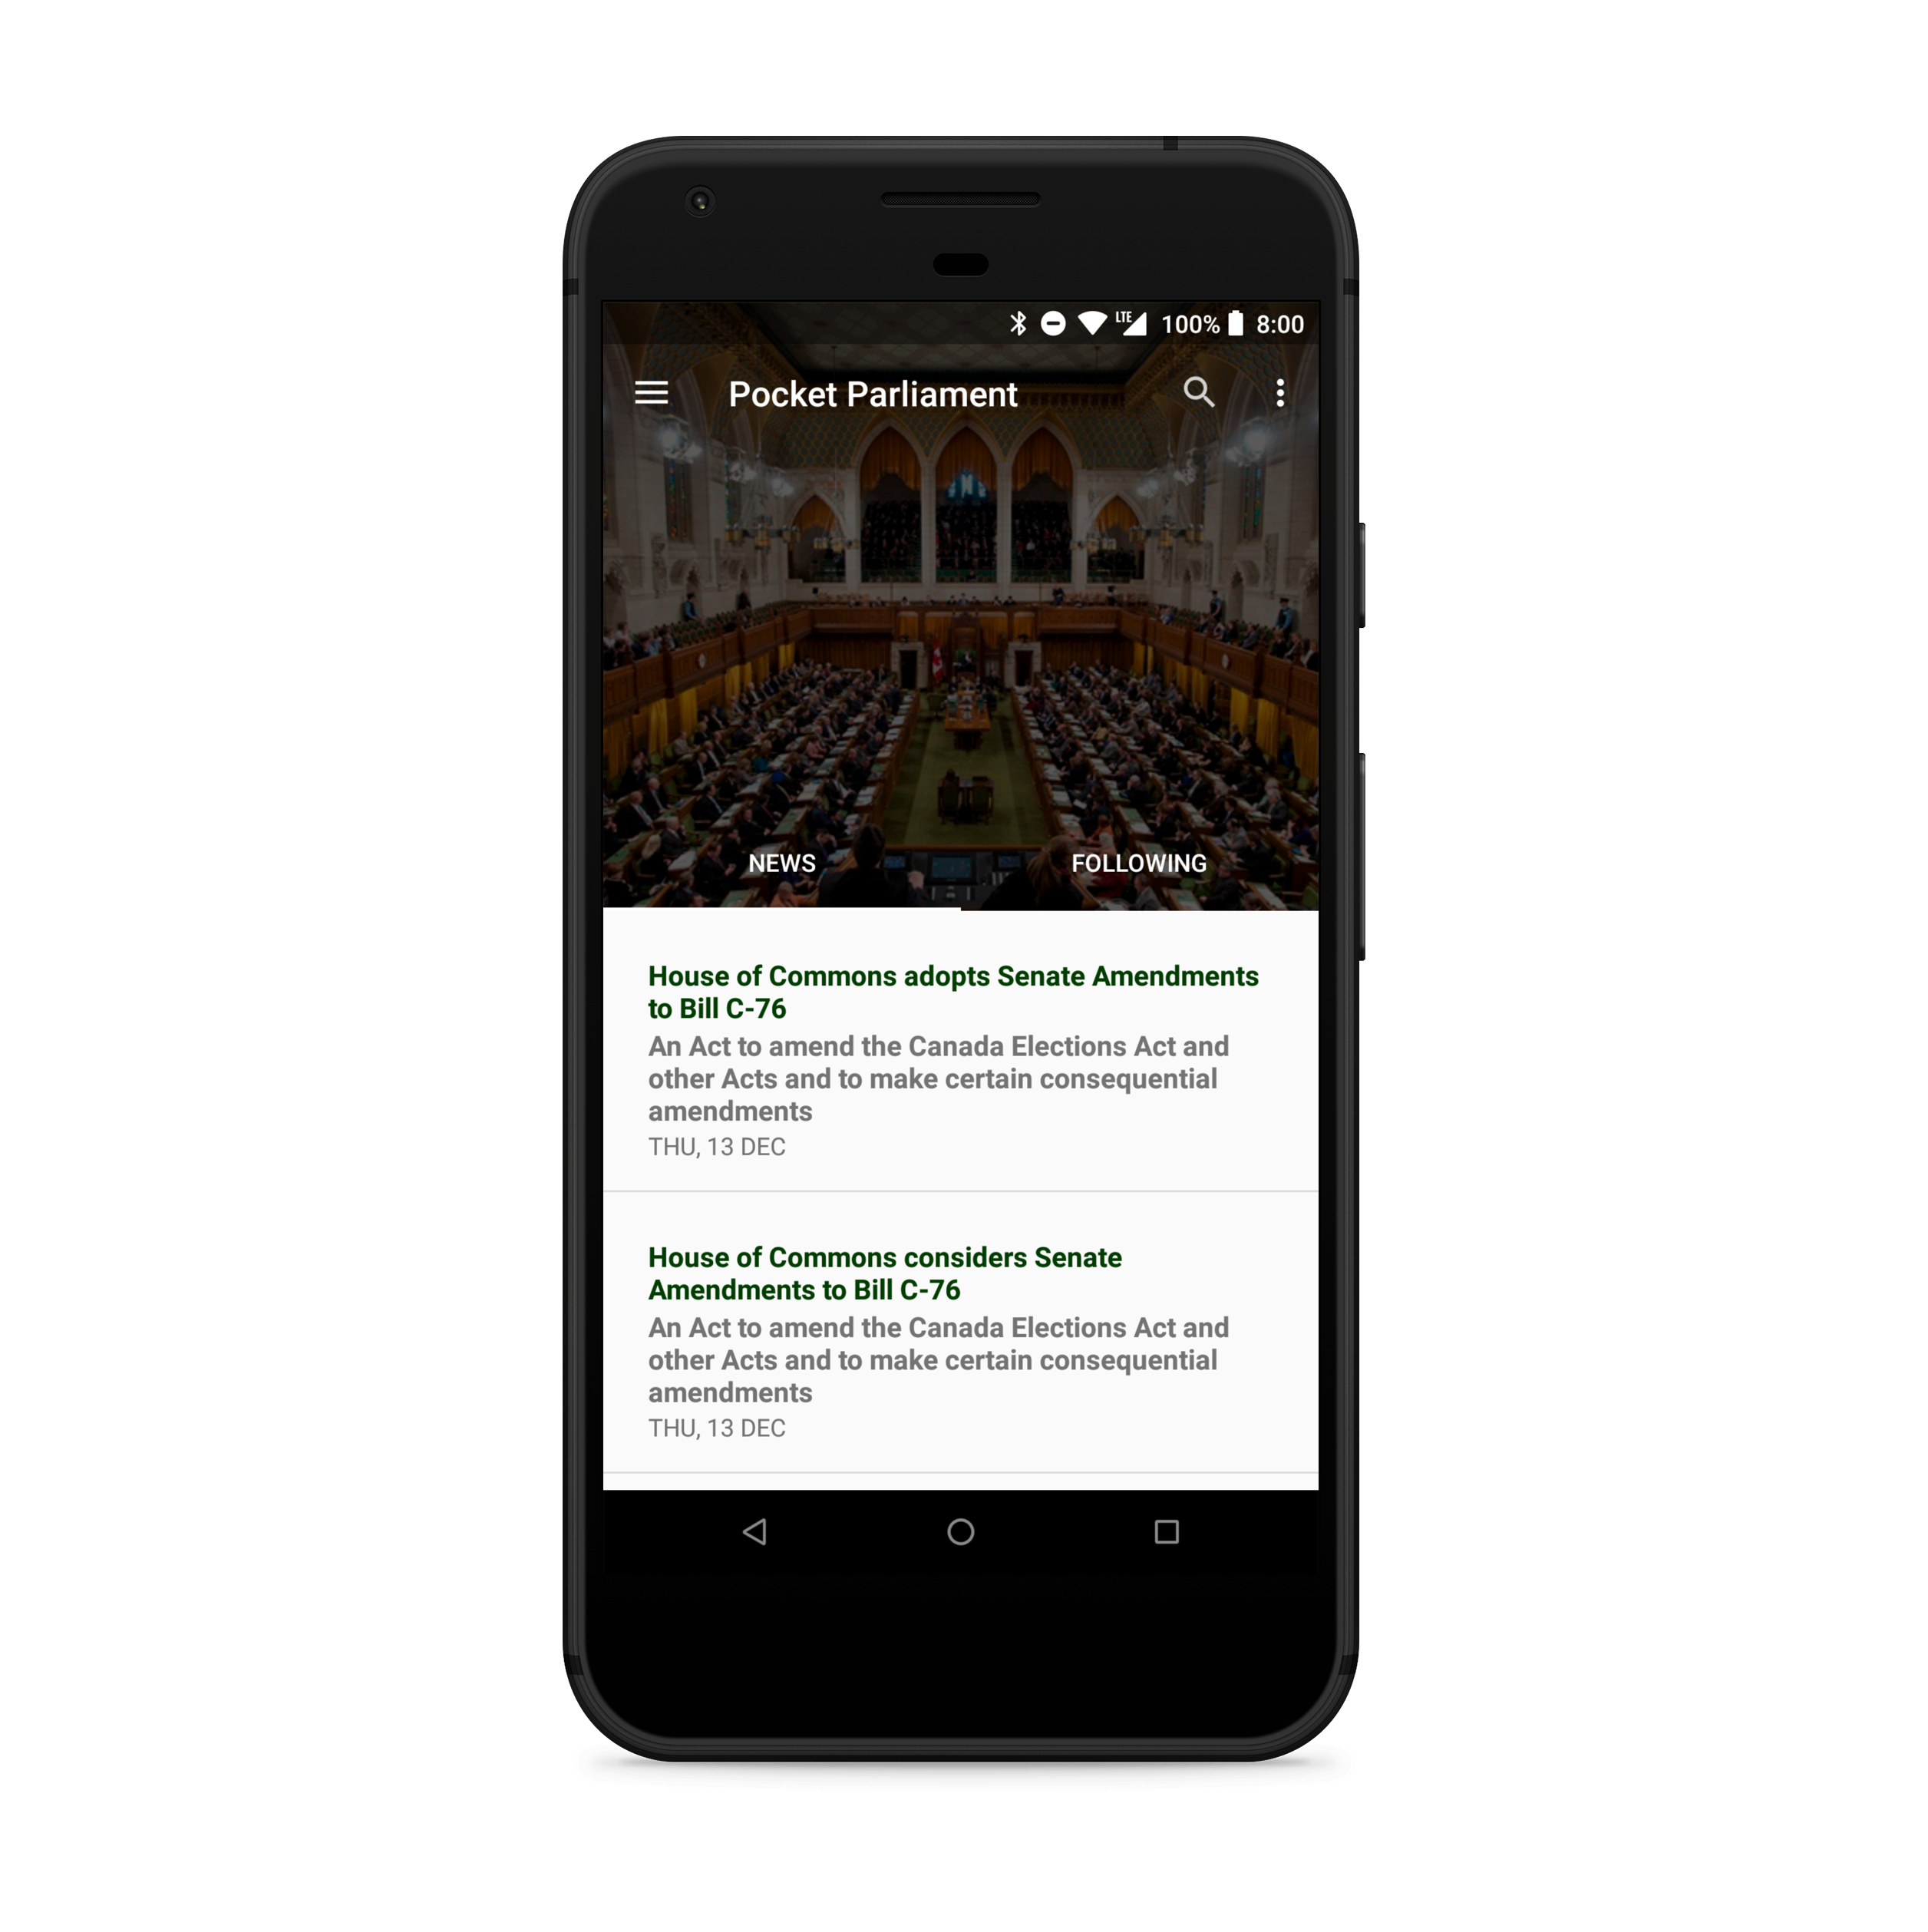 LTE 100% 8:00
Pocket Parliament
NEWS FOLLOWING
House of Commons adopts Senate Amendments
to Bill C-76
An Act to amend the Canada Elections Act and
other Acts and to make certain consequential
amendments
THU, 13 DEC
House of Commons considers Senate
Amendments to Bill C-76
An Act to amend the Canada Elections Act and
other Acts and to make certain consequential
amendments
THU, 13 DEC